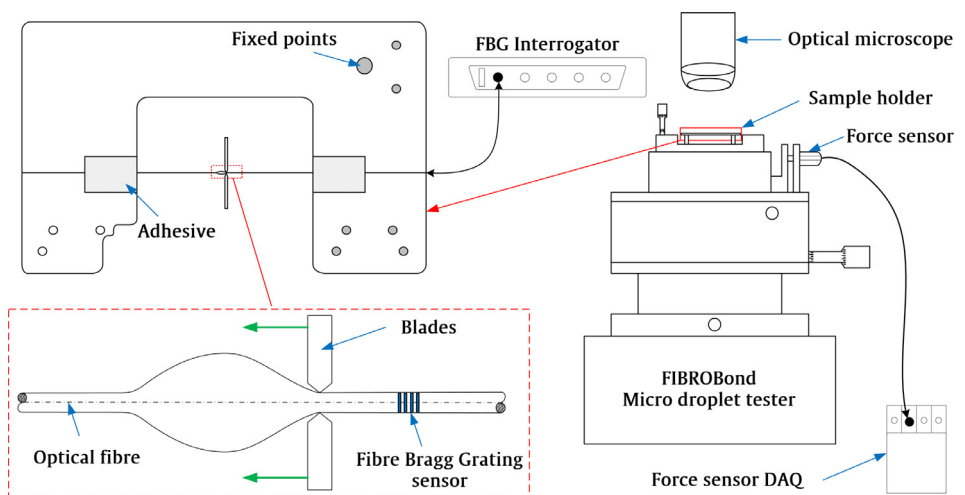 Fixed points
FBG Interrogator
Optical microscope
Sample holder
Force sensor
Adhesive
Blades
FIBROBond
Micro droplet tester
Optical fibre
Fibre Bragg Grating
sensor
Force sensor DAQ